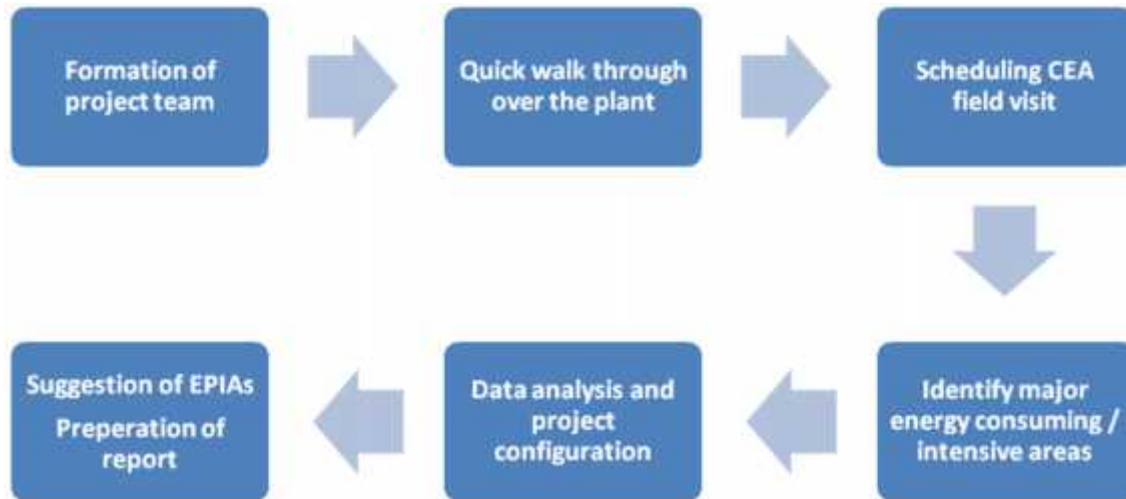 Formation of
project team
Quick walk through
over the plant
Scheduling CEA
field visit
Identify major
energy consuming /
intensive areas
Data analysis and
project
configuration
Suggestion of EPIAs
Preperation of
report